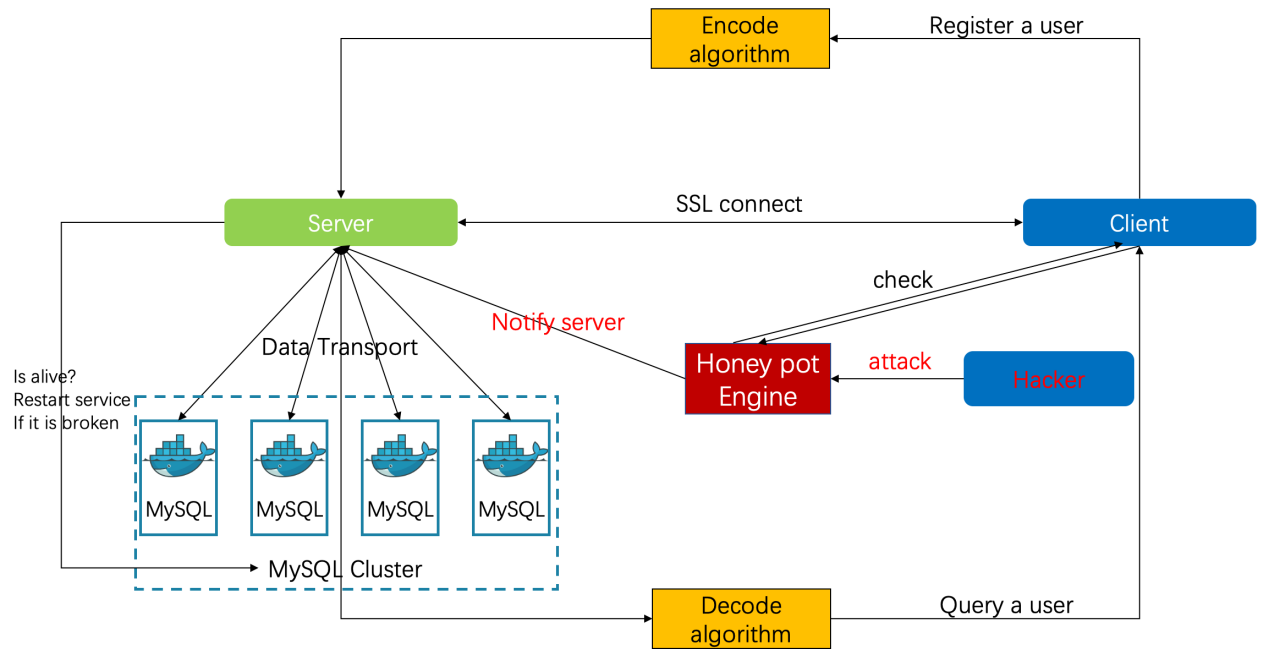 Encode
algorithm
Register a user
Server
SSL connect
Client
check
Notify server
Data Transport
Honey pot
Engine
attack
Hacker
Is alive?
Restart service
If it is broken
MySQL
MySQL
MySQL
MySQL
MySQL Cluster
Decode
algorithm
Query a user